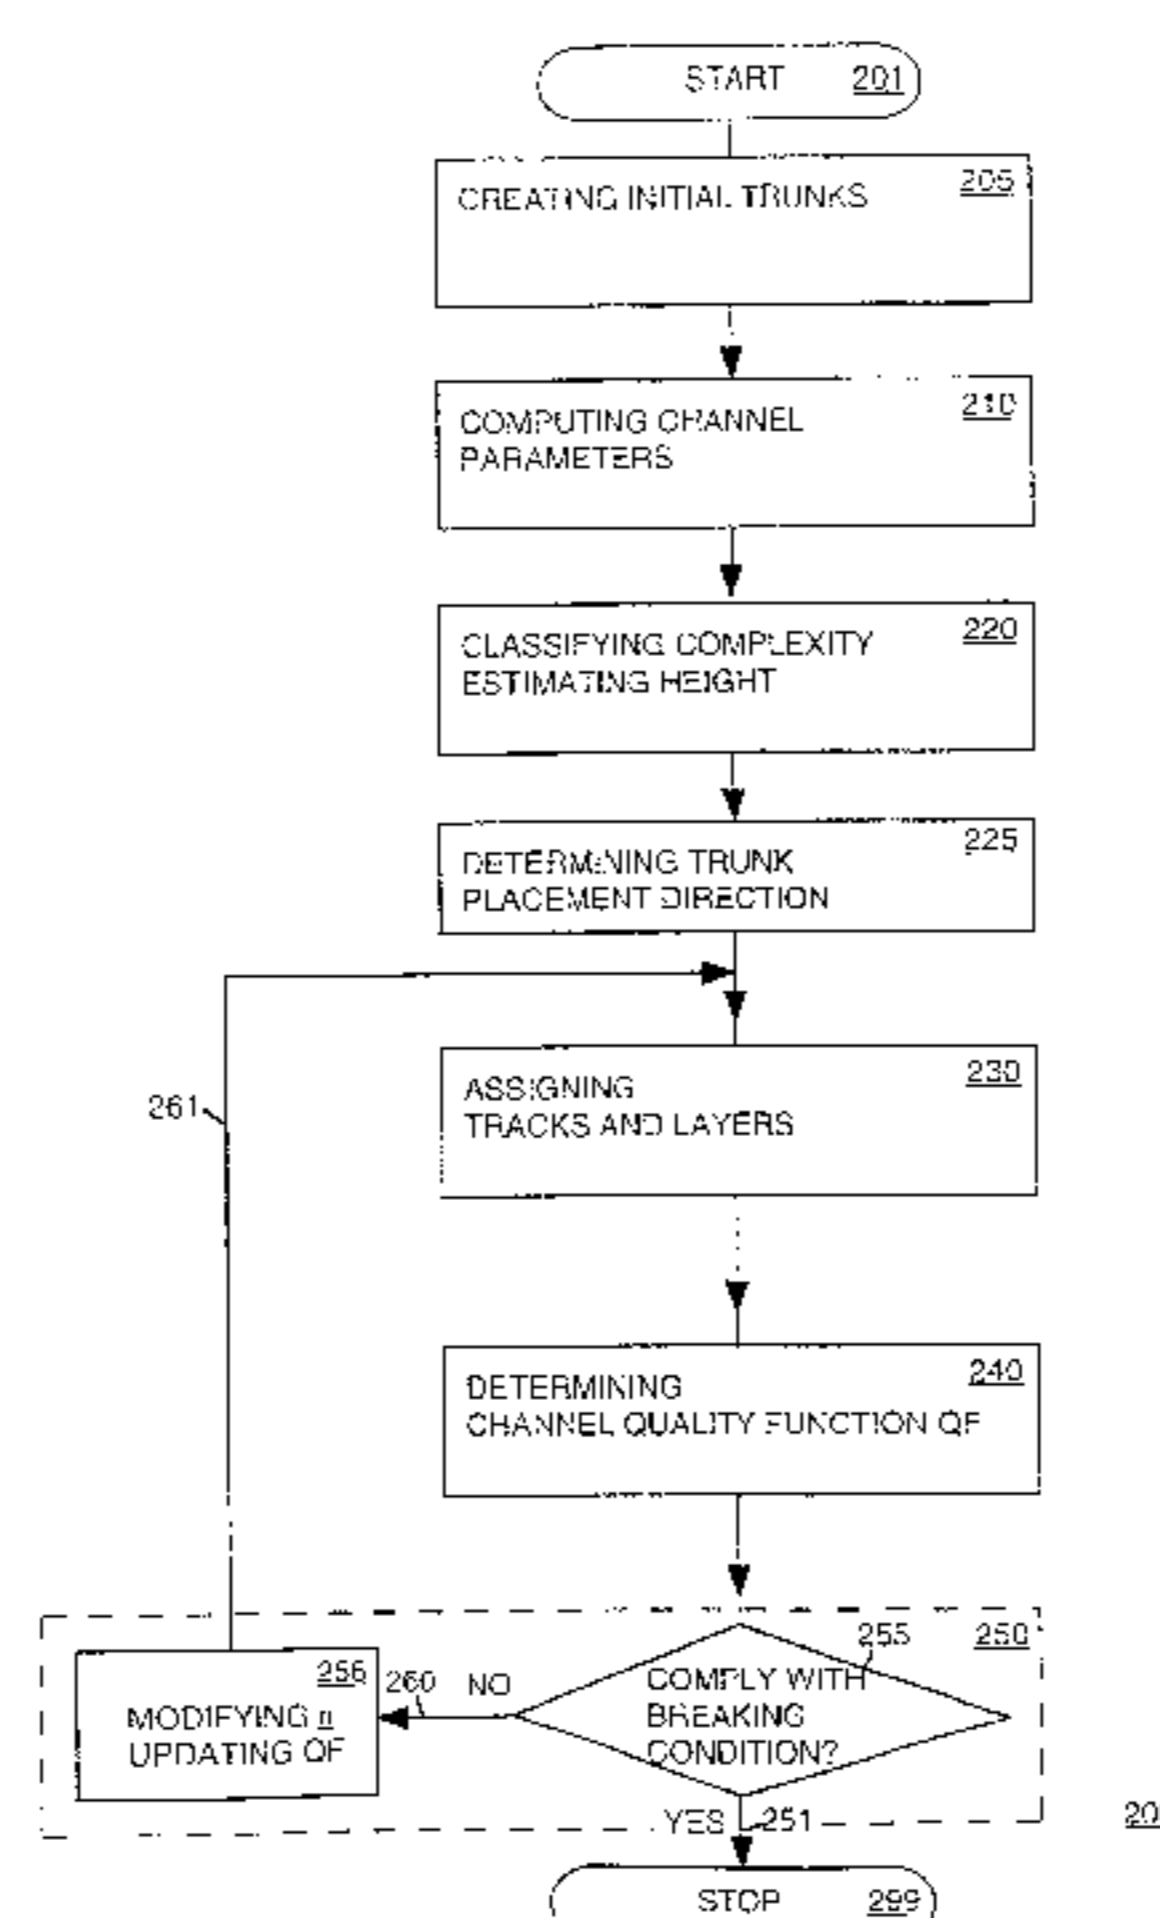 START 201
CREATING INITIAL TRUNKS 205
COMPUTING CHANNEL 210
PARAMETERS
CLASSIFYING COMPLEXITY 220
ESTIMATING HEIGHT
DETERMINING TRUNK 225
PLACEMENT DIRECTION
261
ASSIGNING 230
TRACKS AND LAYERS
DETERMINING 240
CHANNEL QUALITY FUNCTION QF
255 250
256 260 NO COMPLY WITH
MODIFYING n BREAKING
UPDATING QF CONDITION?
YES 251
20
STOP 299